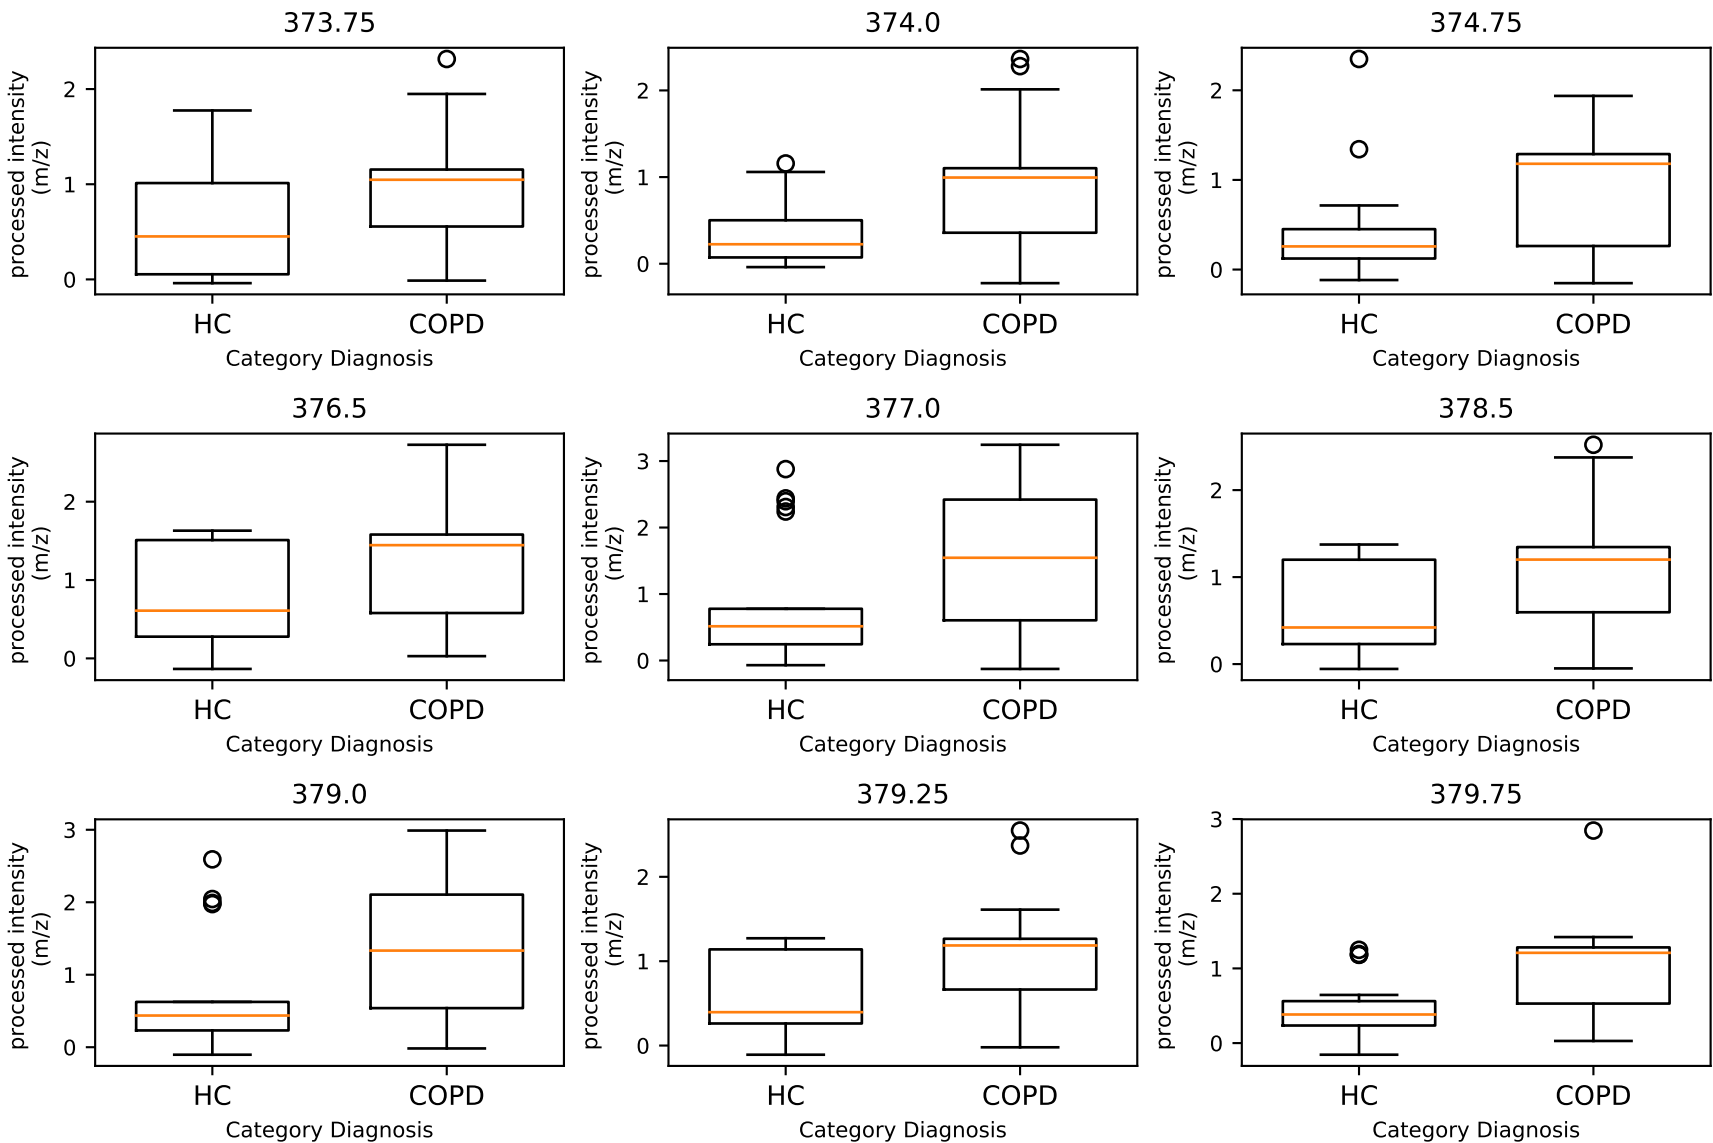 373.75
processed intensity
(m/z)
2
1
0
HC
COPD
Category Diagnosis
374.0
processed intensity
(m/z)
2
1
0
HC
COPD
Category Diagnosis
374.75
processed intensity
(m/z)
2
1
0
HC
COPD
Category Diagnosis
376.5
processed intensity
(m/z)
2
1
0
HC
COPD
Category Diagnosis
377.0
processed intensity
(m/z)
3
2
1
0
HC
COPD
Category Diagnosis
378.5
processed intensity
(m/z)
2
1
0
HC
COPD
Category Diagnosis
379.0
processed intensity
(m/z)
3
2
1
0
HC
COPD
Category Diagnosis
379.25
processed intensity
(m/z)
2
1
0
HC
COPD
Category Diagnosis
379.75
processed intensity
(m/z)
3
2
1
0
HC
COPD
Category Diagnosis